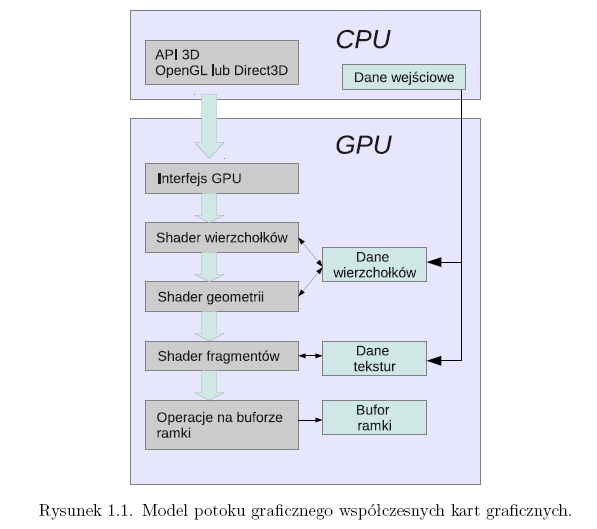 CPU
API 3D
OpenGL lub Direct3D
Dane wejściowe
GPU
Interfejs GPU
Shader wierzchołków
Dane
wierzchołków
Shader geometrii
Shader fragmentów
Dane
tekstur
Operacje na buforze
ramki
Bufor
ramki
Rysunek 1.1. Model potoku graficznego współczesnych kart graficznych.